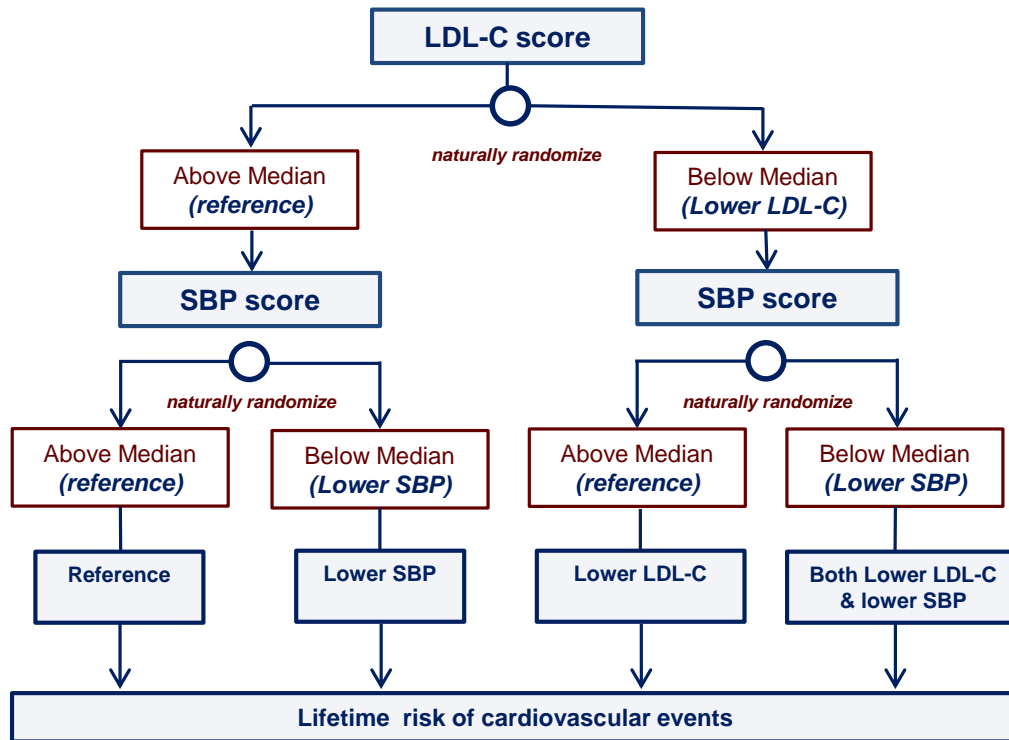 LDL-C score
naturally randomize
Above Median
(reference)
Below Median
(Lower LDL-C)
SBP score
SBP score
naturally randomize
naturally randomize
Above Median
(reference)
Below Median
(Lower SBP)
Above Median
(reference)
Below Median
(Lower SBP)
Reference
Lower SBP
Lower LDL-C
Both Lower LDL-C
& lower SBP
Lifetime risk of cardiovascular events